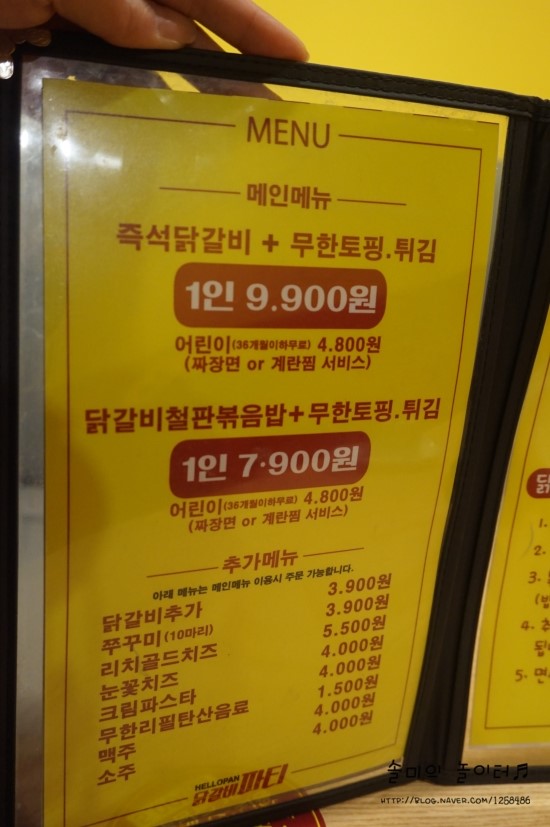 MENU
메인메뉴
즉석닭갈비 + 무한토핑.튀김
1인 9.900원
어린이(36개월이하무료) 4.800원
(짜장면 or 계란찜 서비스)
닭갈비철판볶음밥+무한토핑.튀김
1인 7·900원
어린이(36개월이하무료) 4.800원
(짜장면 or 계란찜 서비스)
추가메뉴
아래 메뉴는 메인메뉴 이용시 주문 가능합니다.
닭갈비추가 3.900원
쭈꾸미(10마리) 3.900원
리치골드치즈 5.500원
눈꽃치즈 4.000원
크림파스타 4.000원
무한리필탄산음료 1.500원
맥주 4.000원
소주 4.000원
HELLOPAN
닭갈비파티
닭
1.
2.
3.
4.
5. 면
솔미의 놀이터♬
HTTP://BLOG.NAVER.COM/1258486